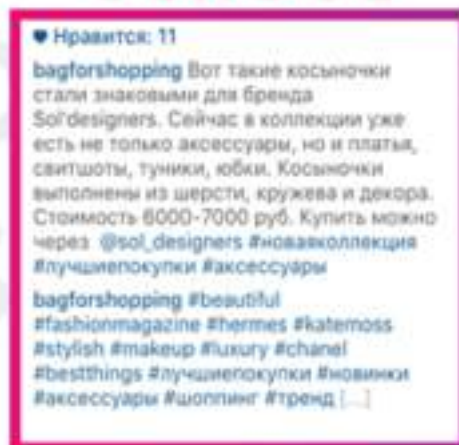 Нравится: 11
bagforshopping Вот такие косыночки
стали знаковыми для бренда
Sol'designers. Сейчас в коллекции уже
есть не только аксессуары, но и платья,
свитшоты, туники, юбки. Косыночки
выполнены из шерсти, кружева и декора.
Стоимость 6000-7000 руб. Купить можно
через @sol_designers #новаяколлекция
#лучшиепокупки #аксессуары
bagforshopping #beautiful
#fashionmagazine #hermes #katemoss
#stylish #makeup #luxury #chanel
#bestthings #лучшиепокупки #новинки
#аксессуары #шоппинг #тренд [...]